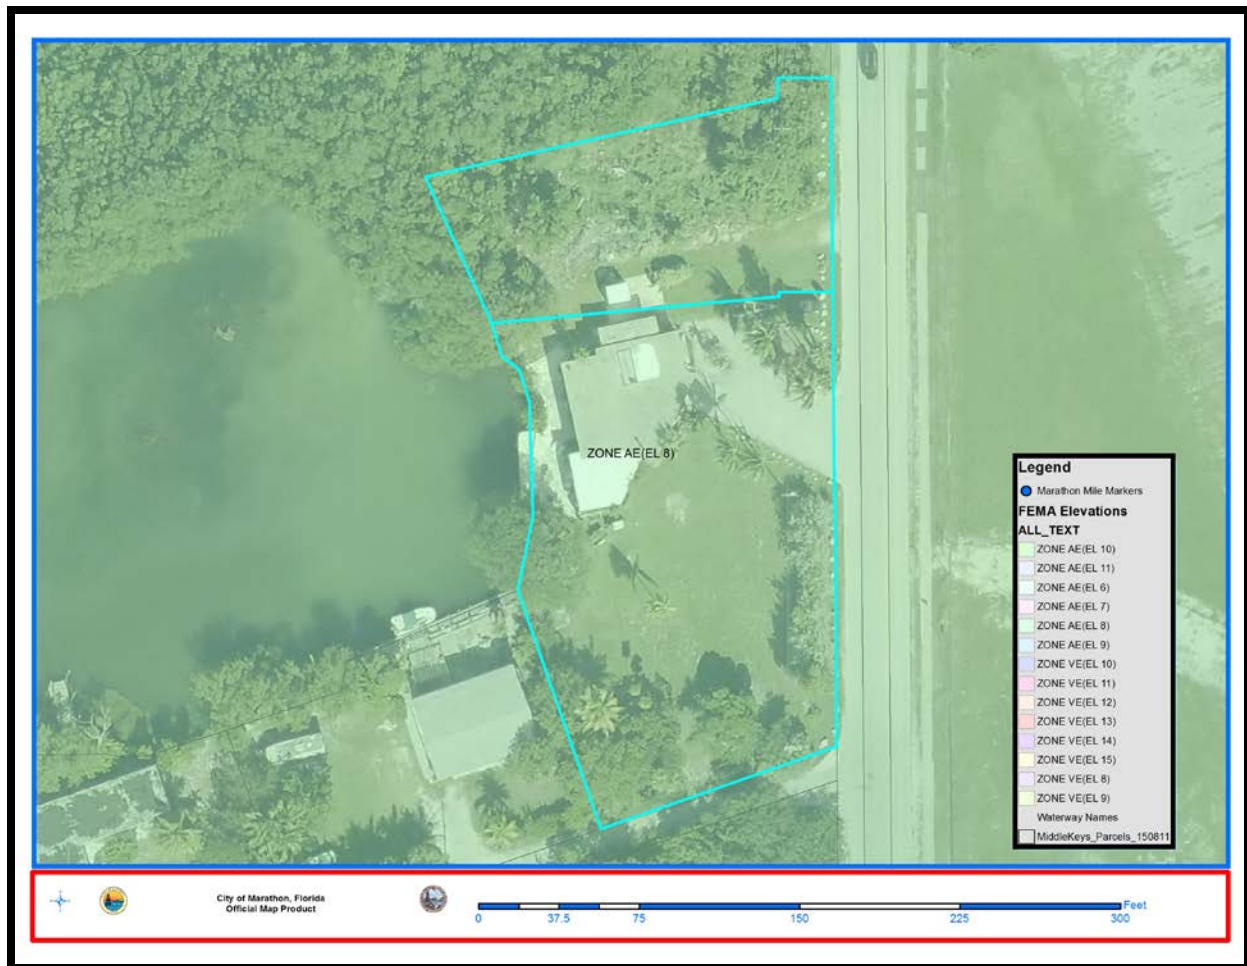 ZONE AE(EL 8)
Legend
Marathon Mile Markers
FEMA Elevations
ALL_TEXT
ZONE AE(EL 10)
ZONE AE(EL 11)
ZONE AE(EL 6)
ZONE AE(EL 7)
ZONE AE(EL 8)
ZONE AE(EL 9)
ZONE VE(EL 10)
ZONE VE(EL 11)
ZONE VE(EL 12)
ZONE VE(EL 13)
ZONE VE(EL 14)
ZONE VE(EL 15)
ZONE VE(EL 8)
ZONE VE(EL 9)
Waterway Names
MiddleKeys_Parcels_150811
City of Marathon, Florida
Official Map Product
Feet
0 37.5 75 150 225 300